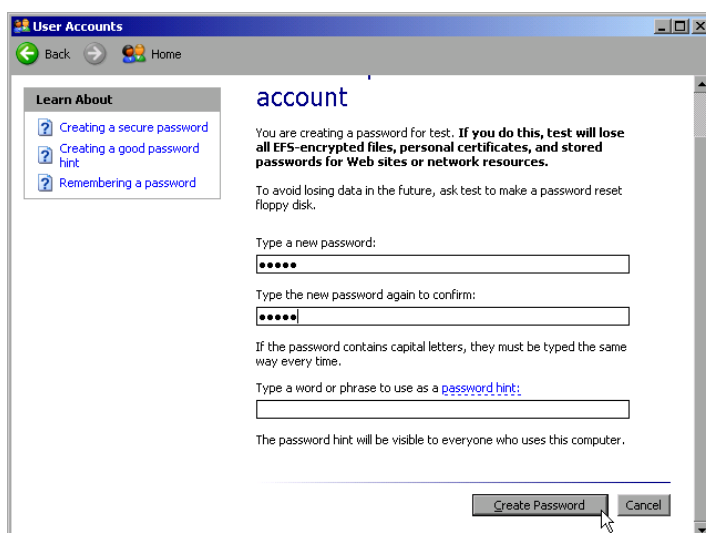 User Accounts
Back Home
Learn About
Creating a secure password
Creating a good password
hint
Remembering a password
account
You are creating a password for test. If you do this, test will lose
all EFS-encrypted files, personal certificates, and stored
passwords for Web sites or network resources.
To avoid losing data in the future, ask test to make a password reset
floppy disk.
Type a new password:
●●●●●
Type the new password again to confirm:
●●●●●
If the password contains capital letters, they must be typed the same
way every time.
Type a word or phrase to use as a password hint:
The password hint will be visible to everyone who uses this computer.
Create Password Cancel